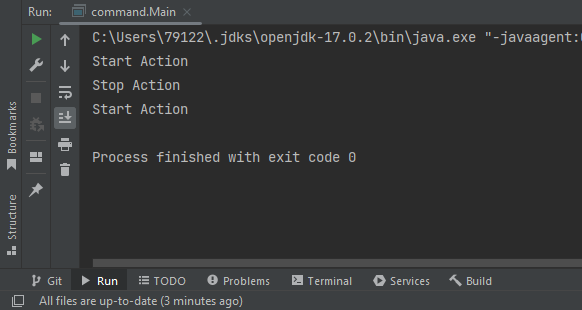 Run: command.Main
C:\Users\79122\.jdks\openjdk-17.0.2\bin\java.exe "-javaagent:
Start Action
Stop Action
Start Action
Process finished with exit code 0
Bookmarks
Structure
Git Run TODO Problems Terminal Services Build
All files are up-to-date (3 minutes ago)